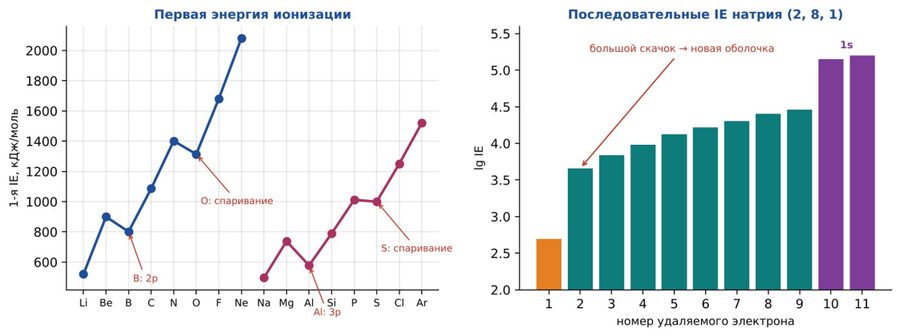 Первая энергия ионизации
1-я IE, кДж/моль
2000
1800
1600
1400
1200
1000
800
600
O: спаривание
S: спаривание
B: 2p
Al: 3p
Li Be B C N O F Ne Na Mg Al Si P S Cl Ar
Последовательные IE натрия (2, 8, 1)
lg IE
5.5
5.0
4.5
4.0
3.5
3.0
2.5
2.0
большой скачок → новая оболочка
1s
1 2 3 4 5 6 7 8 9 10 11
номер удаляемого электрона